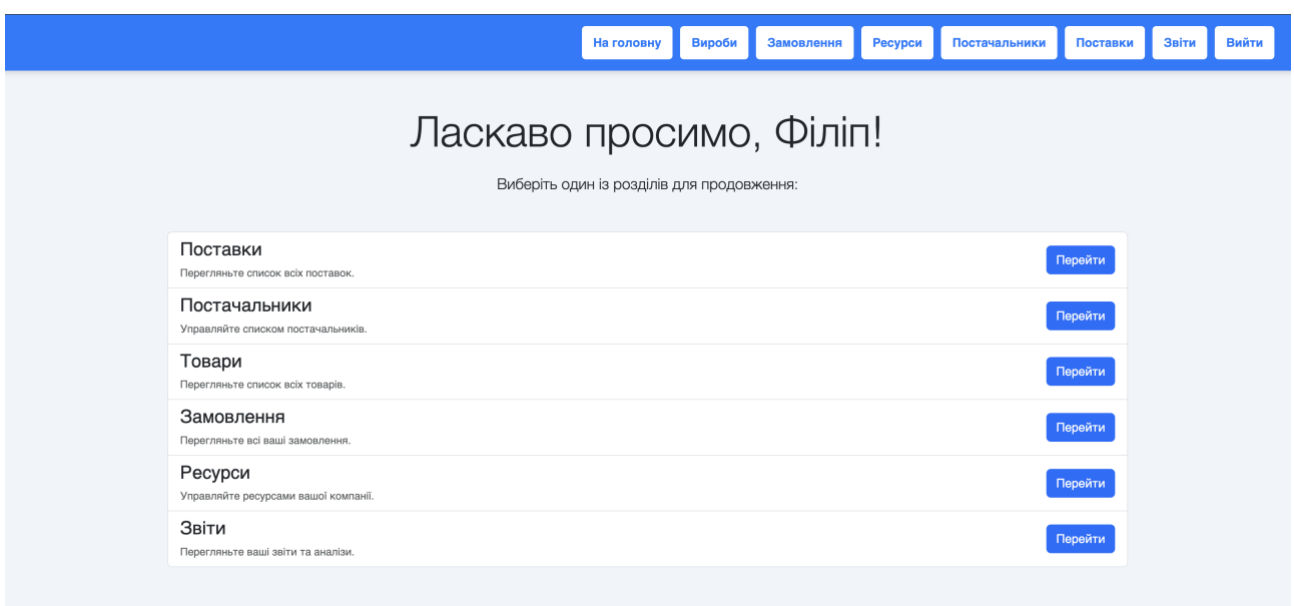 На головну Вироби Замовлення Ресурси Постачальники Поставки Звіти Вийти
Ласкаво просимо, Філіп!
Виберіть один із розділів для продовження:
Поставки
Перегляньте список всіх поставок.
Перейти
Постачальники
Управляйте списком постачальників.
Перейти
Товари
Перегляньте список всіх товарів.
Перейти
Замовлення
Перегляньте всі ваші замовлення.
Перейти
Ресурси
Управляйте ресурсами вашої компанії.
Перейти
Звіти
Перегляньте ваші звіти та аналізи.
Перейти